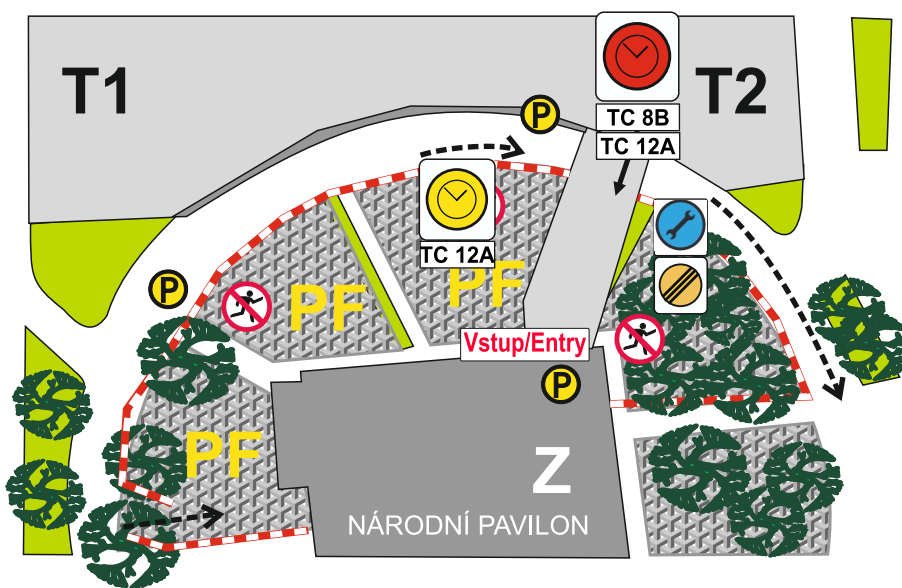 T1
T2
TC 8B
TC 12A
P
TC 12A
P
PF
PF
Vstup/Entry
P
PF
Z
NÁRODNÍ PAVILON